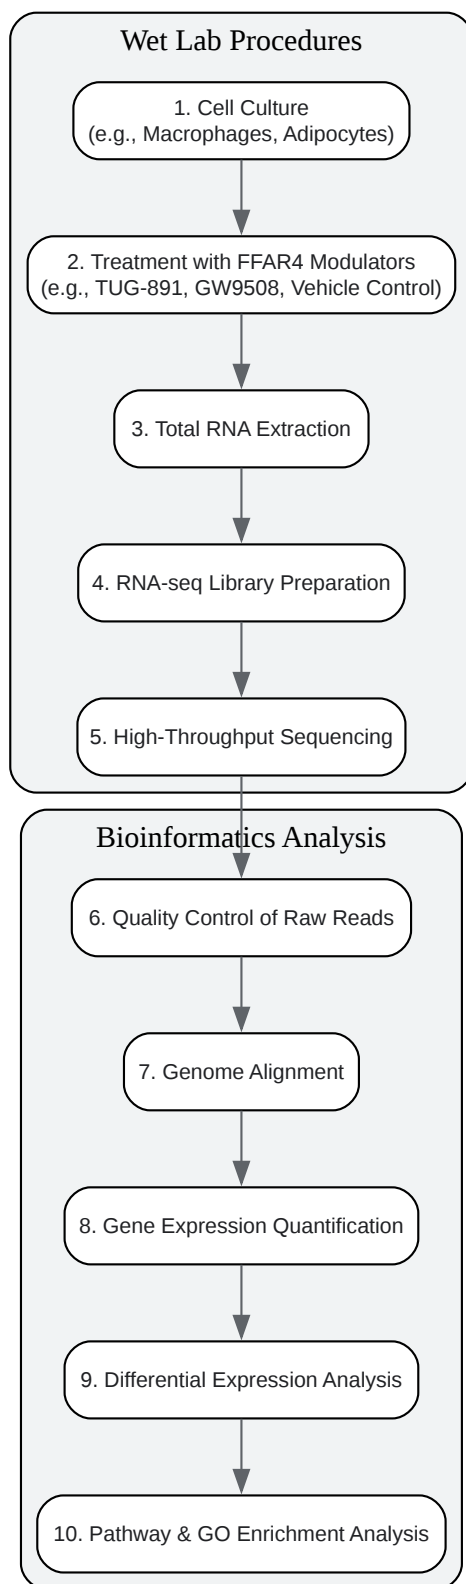 Wet Lab Procedures
1. Cell Culture
(e.g., Macrophages, Adipocytes)
2. Treatment with FFAR4 Modulators
(e.g., TUG-891, GW9508, Vehicle Control)
3. Total RNA Extraction
4. RNA-seq Library Preparation
5. High-Throughput Sequencing
Bioinformatics Analysis
6. Quality Control of Raw Reads
7. Genome Alignment
8. Gene Expression Quantification
9. Differential Expression Analysis
10. Pathway & GO Enrichment Analysis